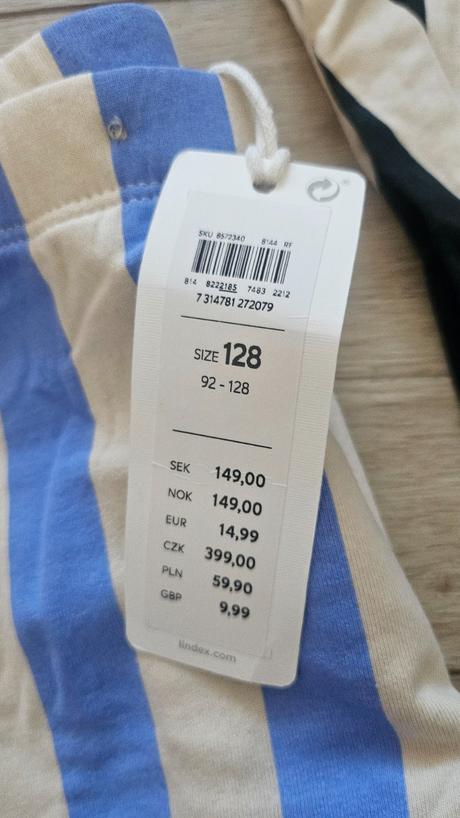 SKU 8572340 8144 RF
814 8222185 7483 2212
7 314781 272079
SIZE 128
92 - 128
SEK 149,00
NOK 149,00
EUR 14,99
CZK 399,00
PLN 59,90
GBP 9,99
lindex.com